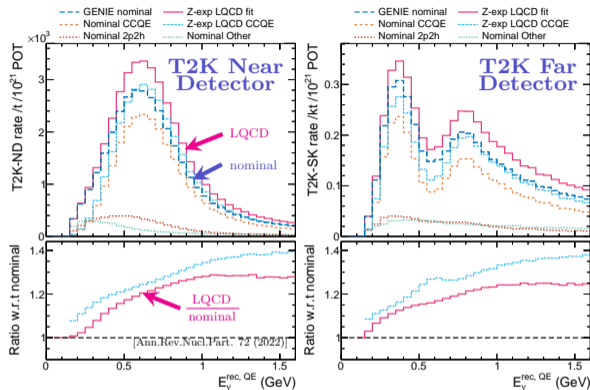 GENIE nominal
Z-exp LQCD fit
Nominal CCQE
Z-exp LQCD CCQE
Nominal 2p2h
Nominal Other
GENIE nominal
Z-exp LQCD fit
Nominal CCQE
Z-exp LQCD CCQE
Nominal 2p2h
Nominal Other
×10³
T2K-ND rate /t / 10²¹ POT
3
2
1
0
T2K Near
Detector
LQCD
nominal
T2K-SK rate /kt / 10²¹ POT
0.3
0.2
0.1
T2K Far
Detector
Ratio w.r.t nominal
1.4
1.2
1
LQCD
nominal
[Ann.Rev.Nucl.Part. 72 (2022)]
0
0.5
1
1.5
E_ν^rec, QE (GeV)
Ratio w.r.t nominal
1.4
1.2
1
0
0.5
1
1.5
E_ν^rec, QE (GeV)